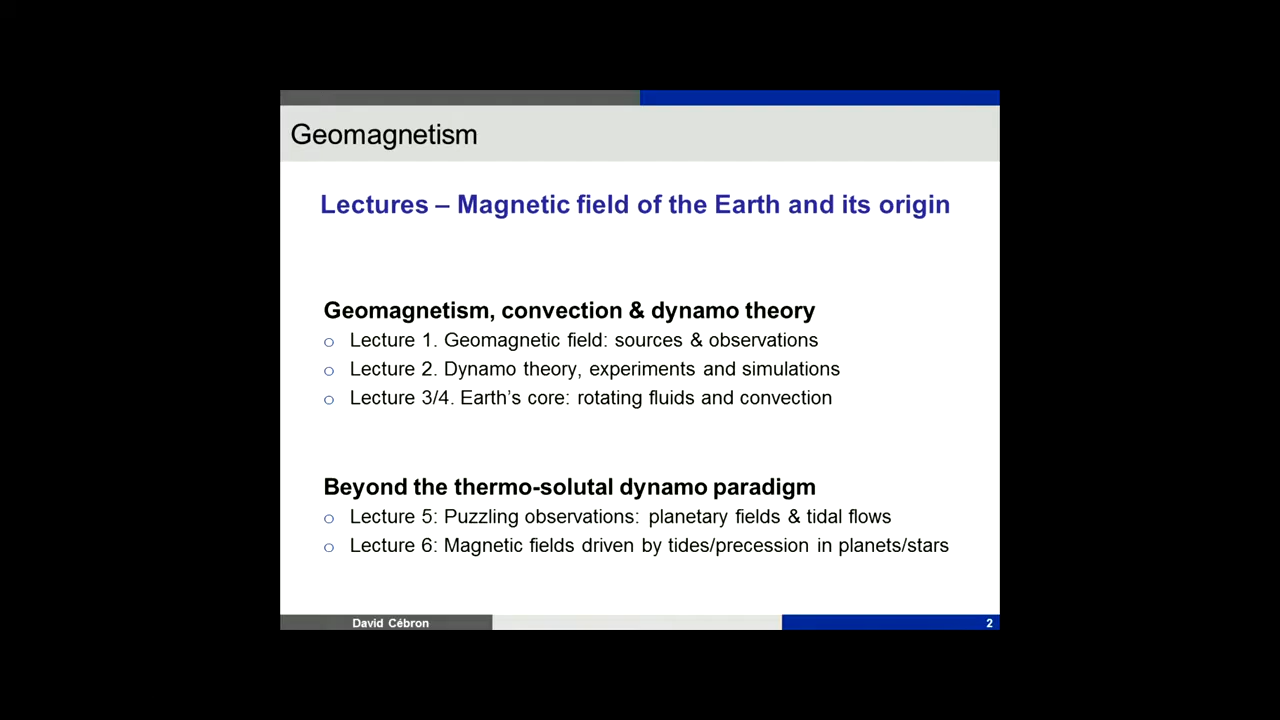 Geomagnetism
Lectures – Magnetic field of the Earth and its origin
Geomagnetism, convection & dynamo theory
o Lecture 1. Geomagnetic field: sources & observations
o Lecture 2. Dynamo theory, experiments and simulations
o Lecture 3/4. Earth's core: rotating fluids and convection
Beyond the thermo-solutal dynamo paradigm
o Lecture 5: Puzzling observations: planetary fields & tidal flows
o Lecture 6: Magnetic fields driven by tides/precession in planets/stars
David Cébron 2